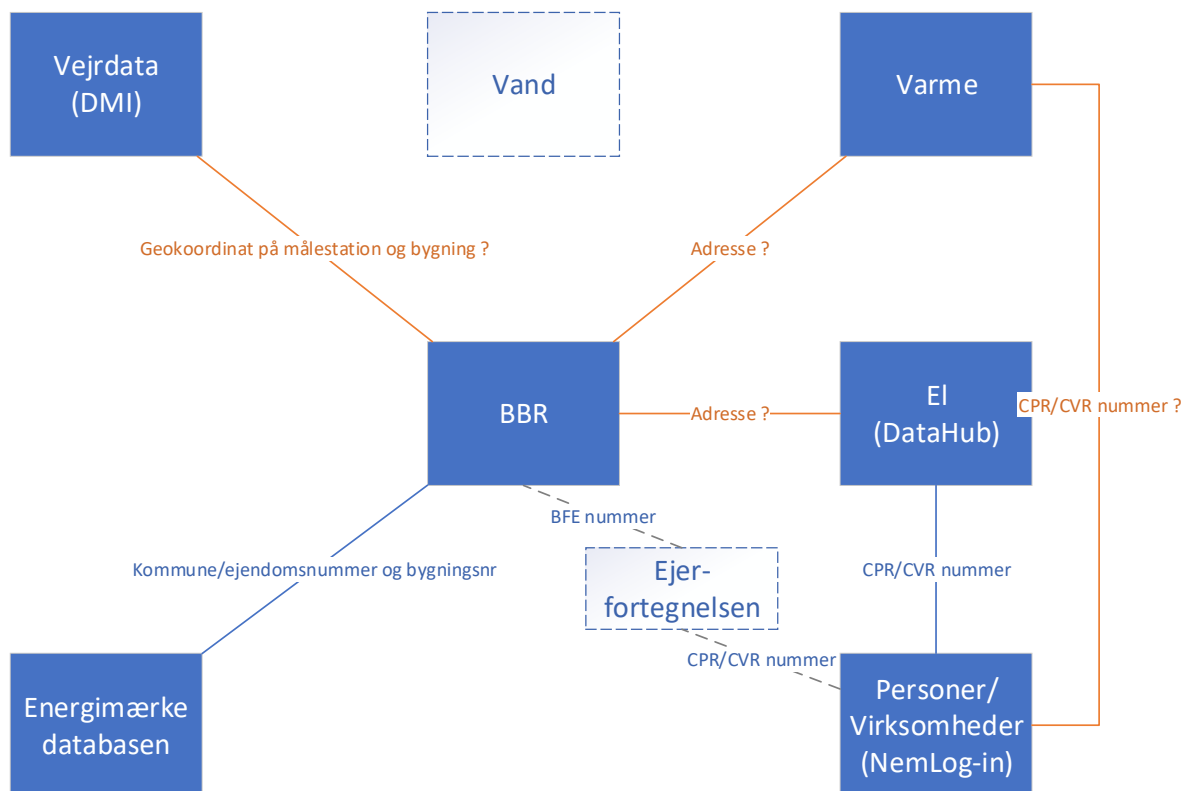 Vejrdata
(DMI)
Vand
Varme
Geokoordinat på målestation og bygning ?
Adresse ?
BBR
Adresse ?
El
(DataHub)
CPR/CVR nummer ?
BFE nummer
Kommune/ejendomsnummer og bygningsnr
Ejer-
fortegnelsen
CPR/CVR nummer
CPR/CVR nummer
Energimærke
databasen
Personer/
Virksomheder
(NemLog-in)